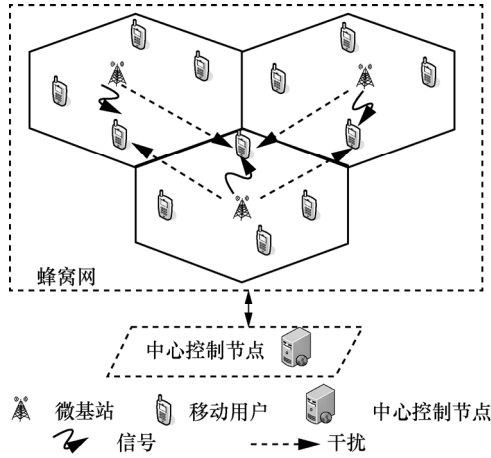 蜂窝网
中心控制节点
微基站 移动用户 中心控制节点
信号 干扰